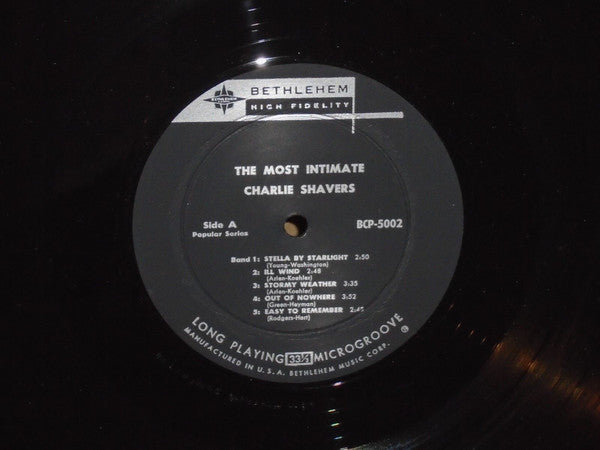 BETHLEHEM
HIGH FIDELITY
THE MOST INTIMATE
CHARLIE SHAVERS
Side A
Popular Series
BCP-5002
Band 1: STELLA BY STARLIGHT 2:50
(Young-Washington)
2: ILL WIND 2:48
(Arlen-Koehler)
3: STORMY WEATHER 3:35
(Arlen-Koehler)
4: OUT OF NOWHERE 3:52
(Green-Heyman)
5: EASY TO REMEMBER 2:45
(Rodgers-Hart)
LONG PLAYING 33⅓ MICROGROOVE ®
MANUFACTURED IN U.S.A. BETHLEHEM MUSIC CORP.